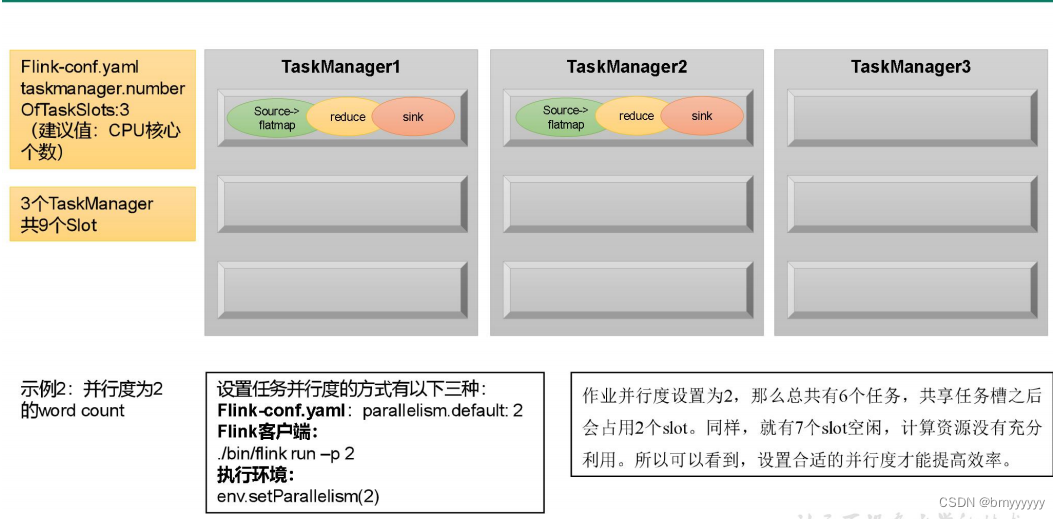 Flink-conf.yaml
taskmanager.number
OfTaskSlots:3
（建议值：CPU核心
个数）
3个TaskManager
共9个Slot
TaskManager1
Source->
flatmap
reduce
sink
TaskManager2
Source->
flatmap
reduce
sink
TaskManager3
示例2：并行度为2
的word count
设置任务并行度的方式有以下三种：
Flink-conf.yaml：parallelism.default: 2
Flink客户端：
./bin/flink run –p 2
执行环境：
env.setParallelism(2)
作业并行度设置为2，那么总共有6个任务，共享任务槽之后
会占用2个slot。同样，就有7个slot空闲，计算资源没有充分
利用。所以可以看到，设置合适的并行度才能提高效率。
CSDN @bmyyyyyy